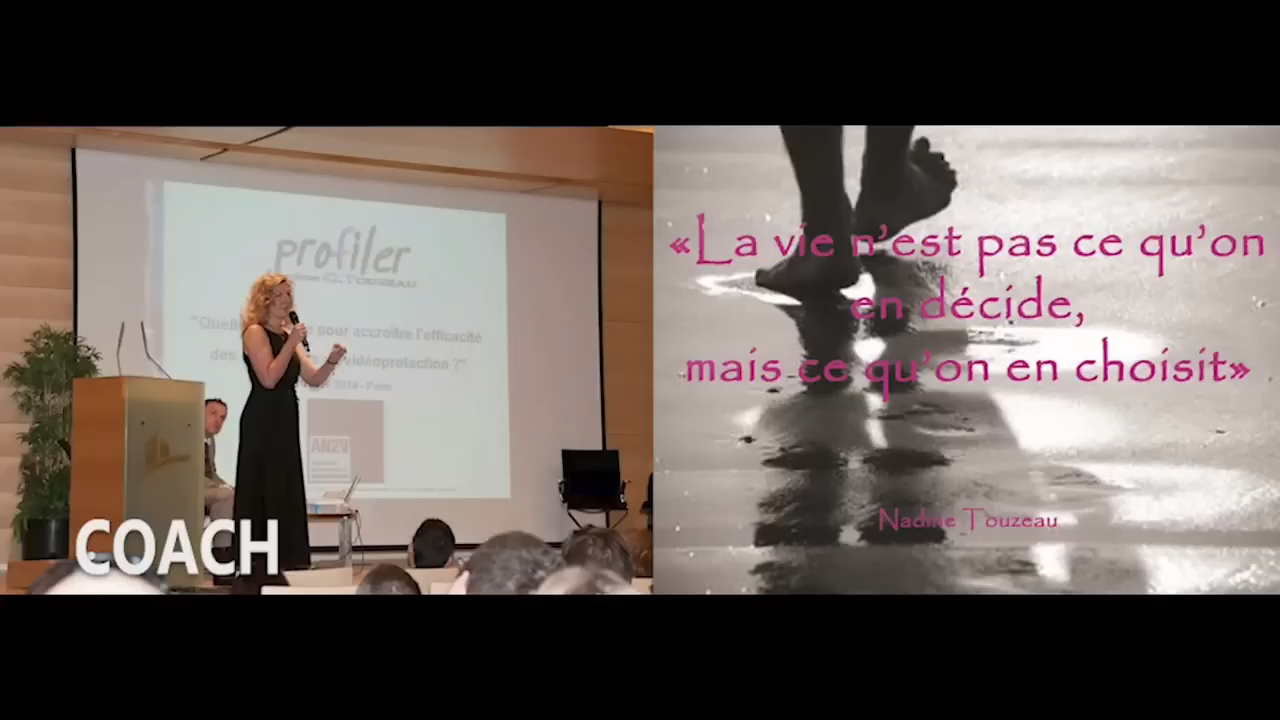 profiler
"Quelle pour accroître l'efficacité
des vidéoprotection ?"
- Paris
AN2V
COACH
«La vie n'est pas ce qu'on
en décide,
mais ce qu'on en choisit»
Nadine Touzeau